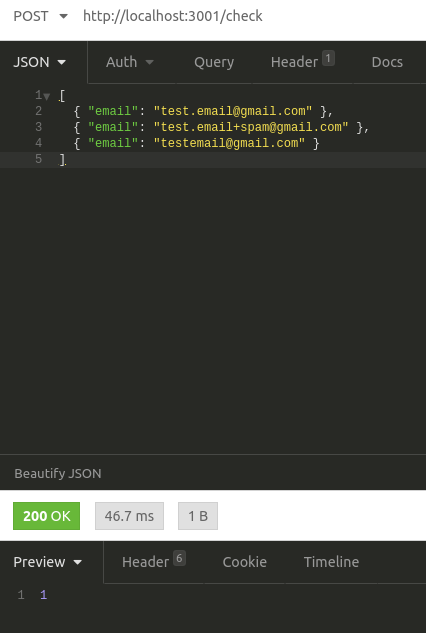 POST http://localhost:3001/check
JSON Auth Query Header 1 Docs
1 [
2 { "email": "test.email@gmail.com" },
3 { "email": "test.email+spam@gmail.com" },
4 { "email": "testemail@gmail.com" }
5 ]
Beautify JSON
200 OK 46.7 ms 1 B
Preview Header 6 Cookie Timeline
1 1